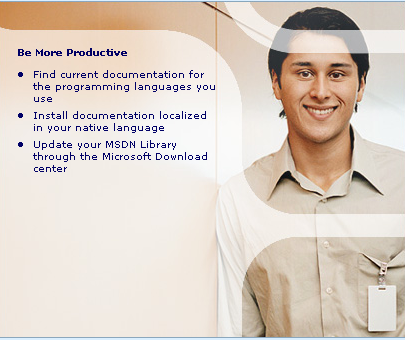 Be More Productive
• Find current documentation for
the programming languages you
use
• Install documentation localized
in your native language
• Update your MSDN Library
through the Microsoft Download
center